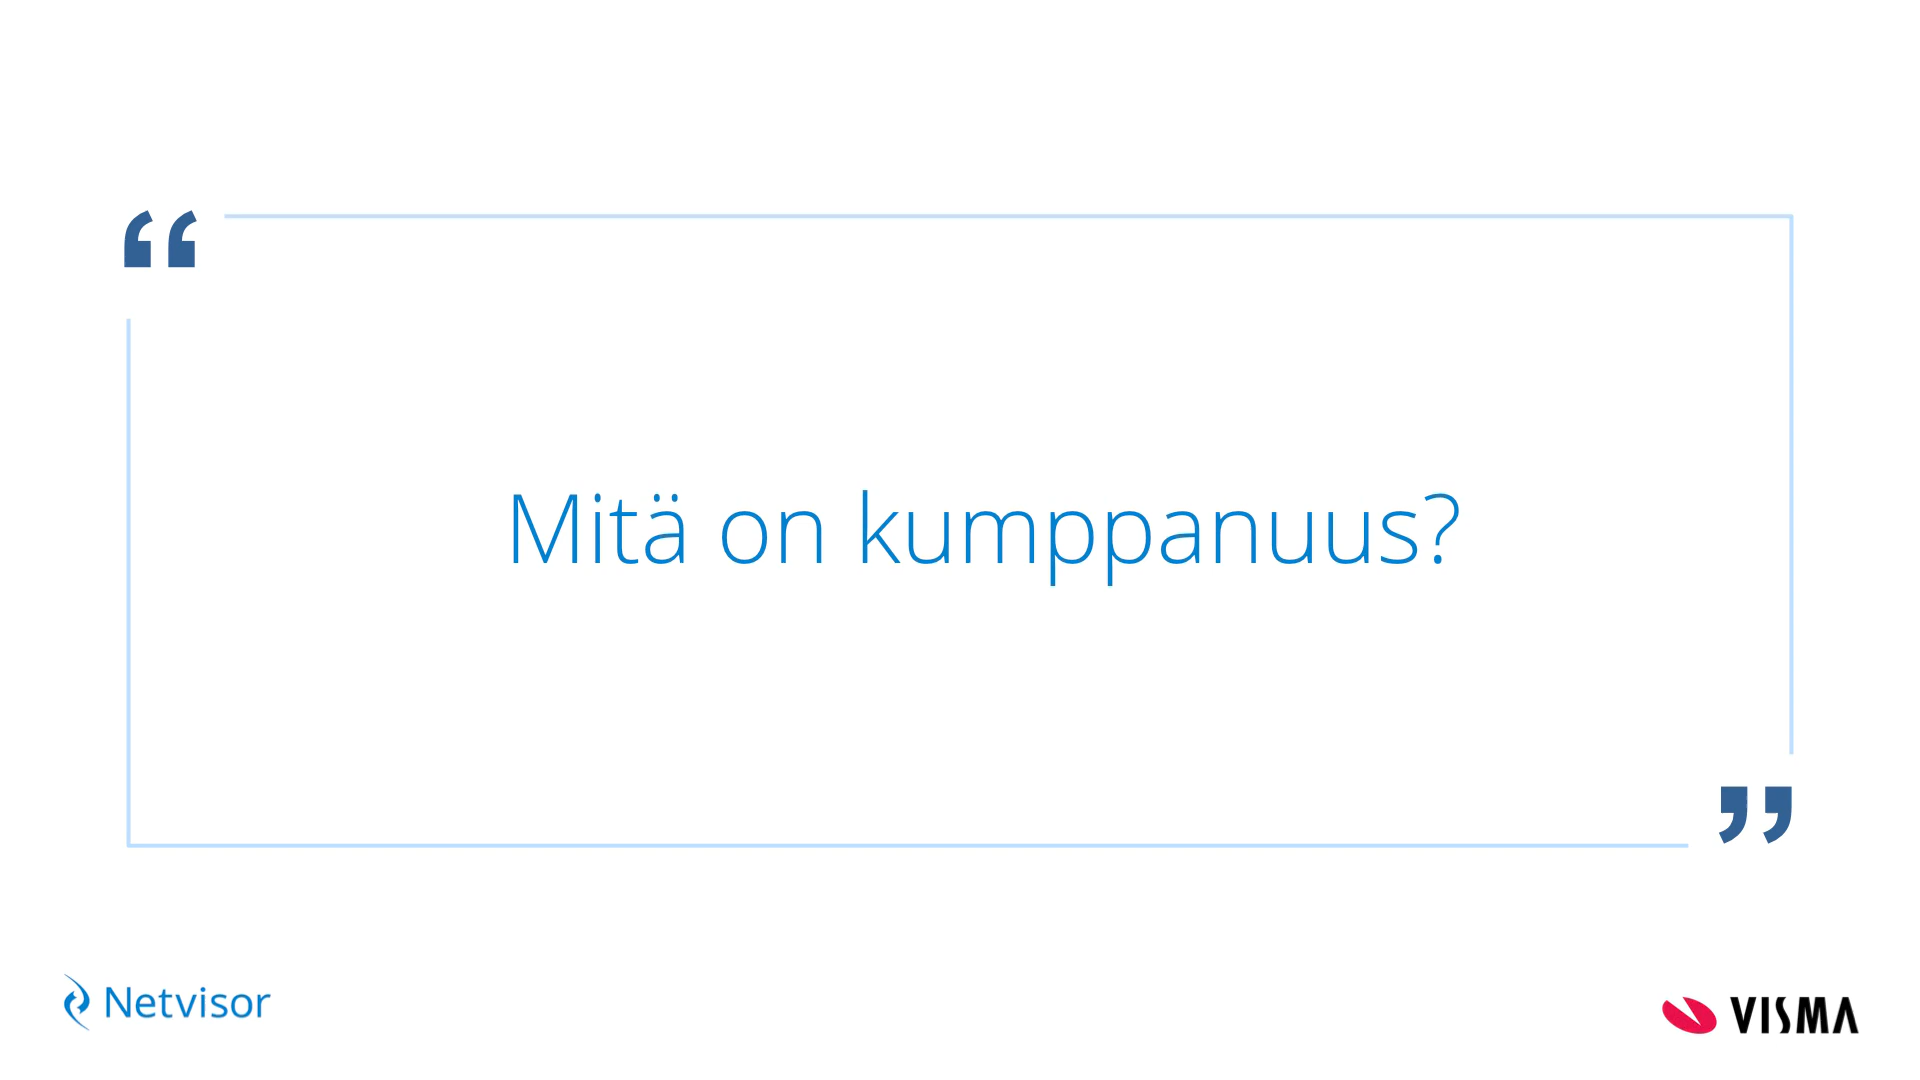 “
Mitä on kumppanuus?
”
Netvisor
VISMA